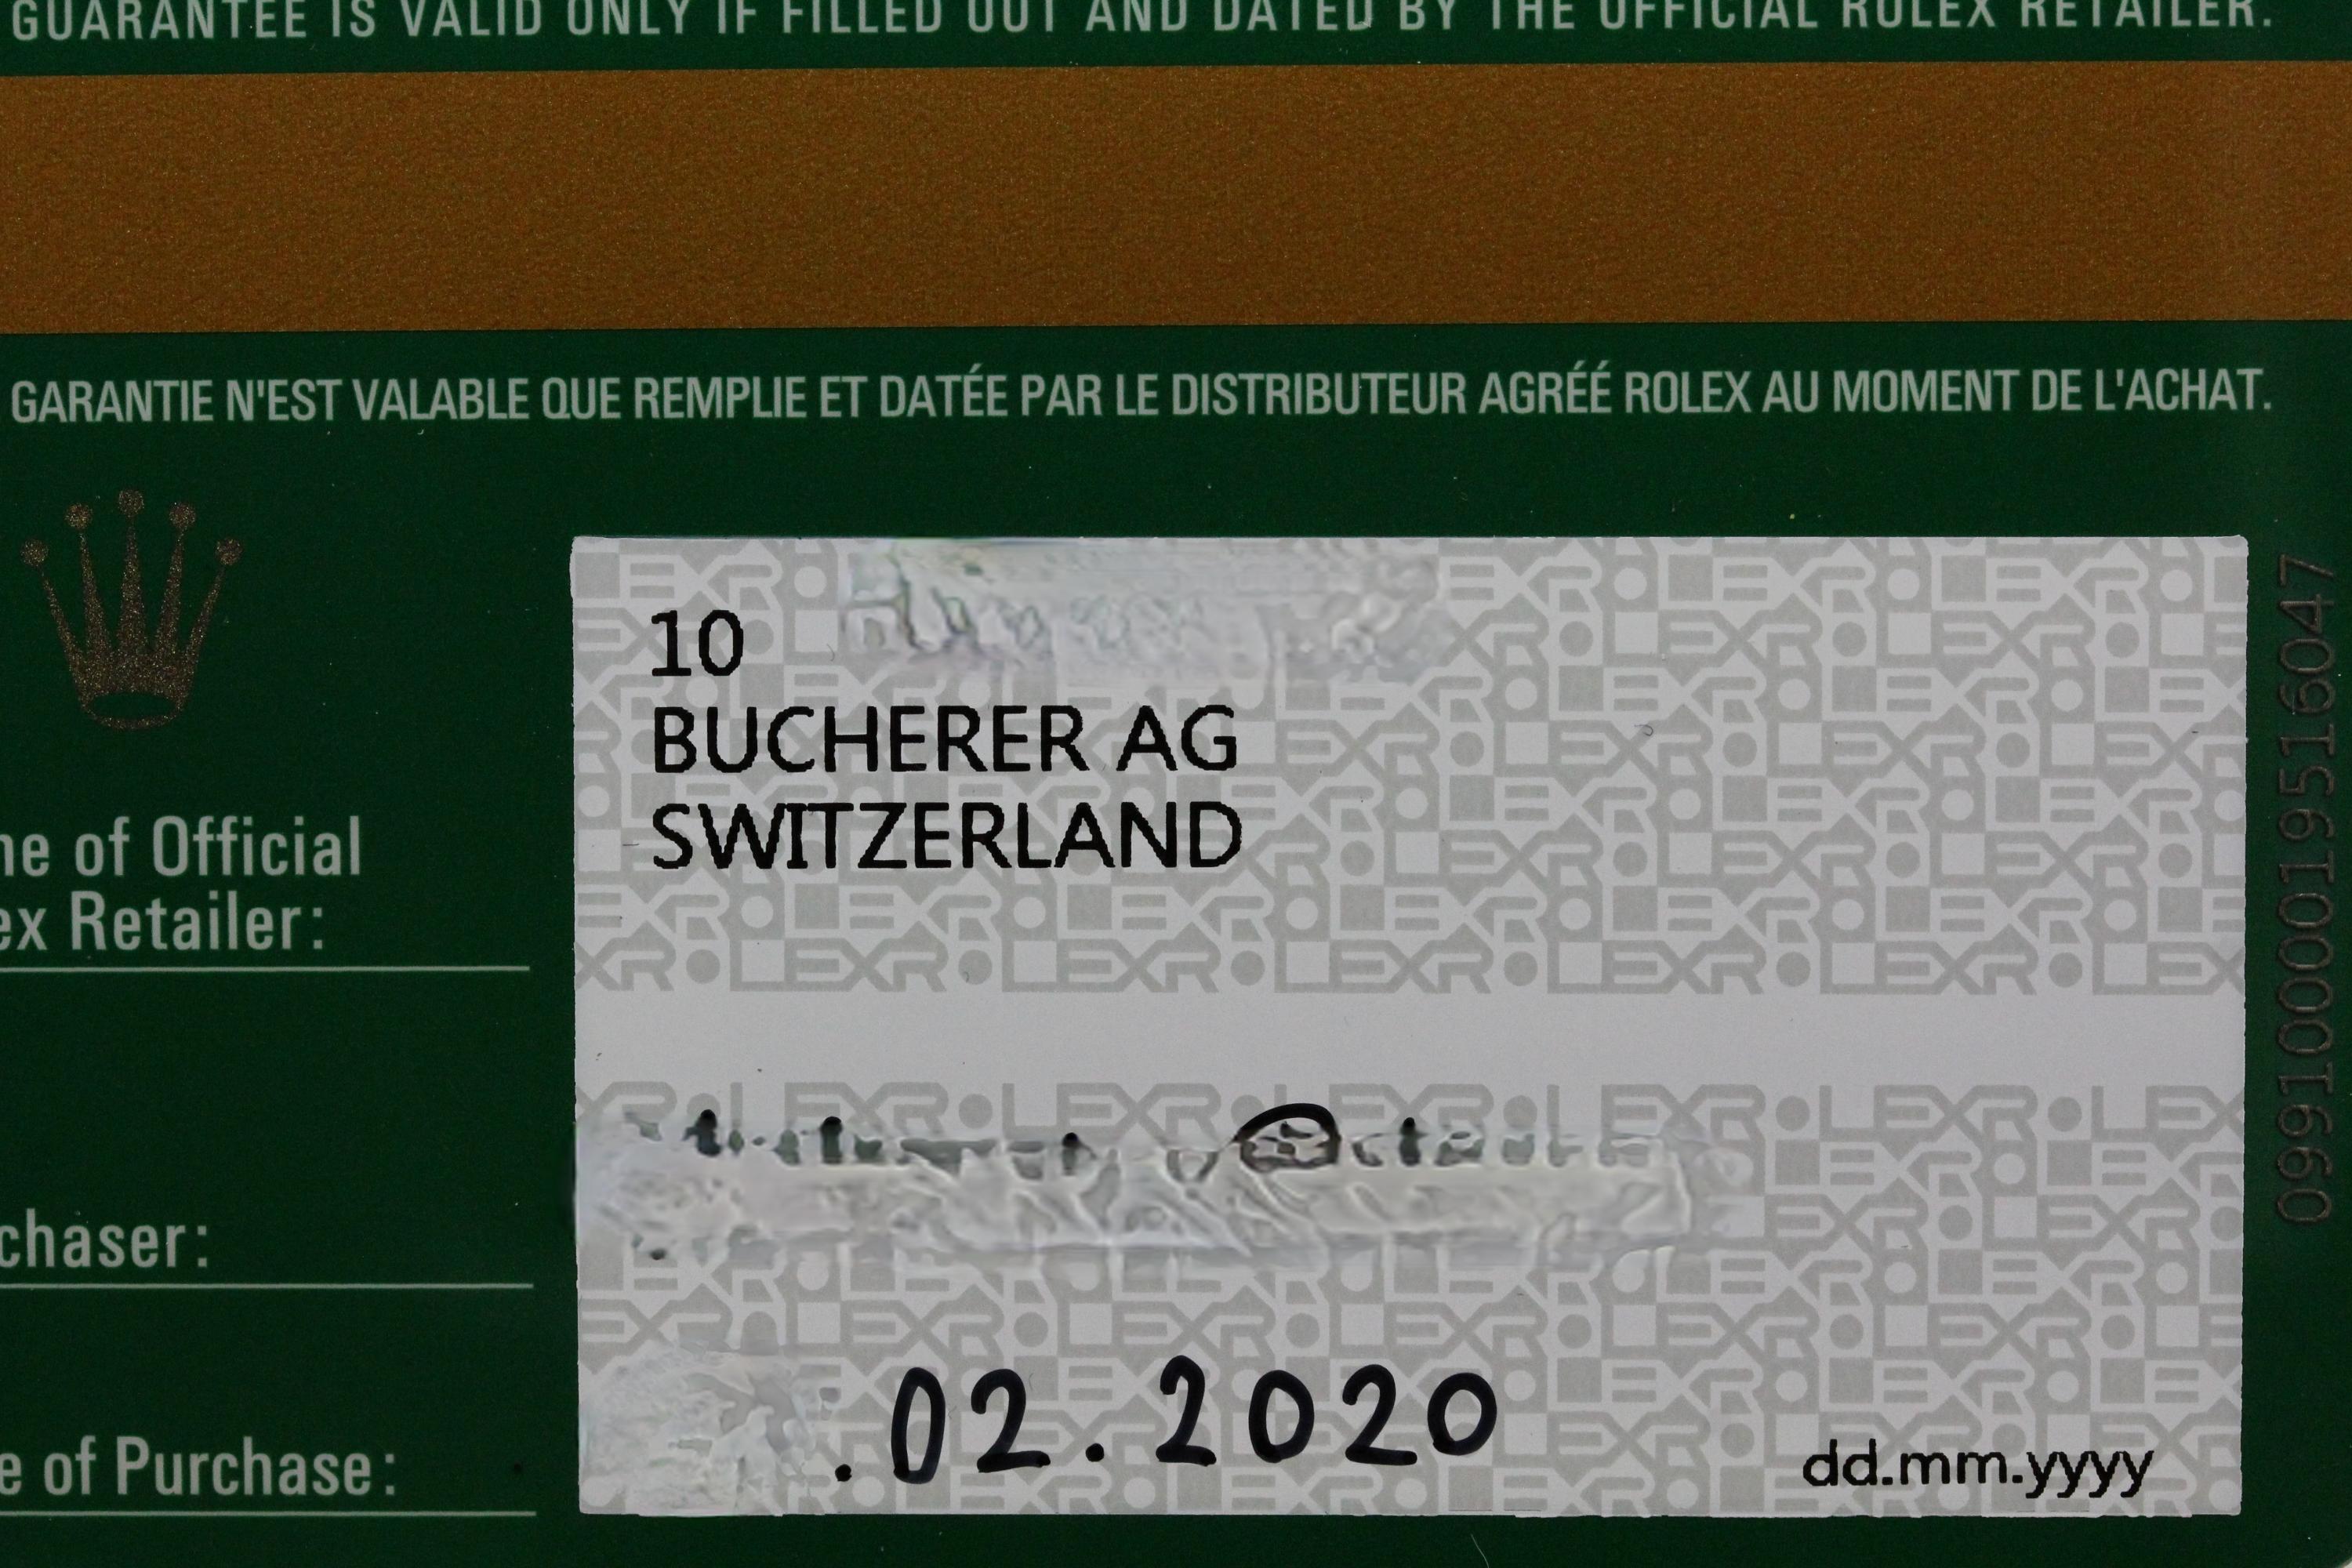 GUARANTEE IS VALID ONLY IF FILLED OUT AND DATED BY THE OFFICIAL ROLEX RETAILER.
GARANTIE N'EST VALABLE QUE REMPLIE ET DATÉE PAR LE DISTRIBUTEUR AGRÉÉ ROLEX AU MOMENT DE L'ACHAT.
10
BUCHERER AG
SWITZERLAND
ne of Official
ex Retailer:
chaser:
e of Purchase:
.02.2020
dd.mm.yyyy
0991000019516047